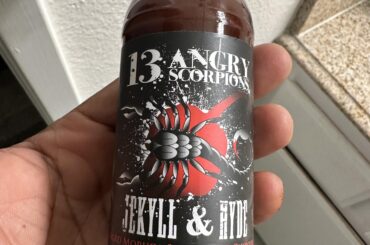 13 ANGRY
SCORPIONS
JEKYLL & HYDE